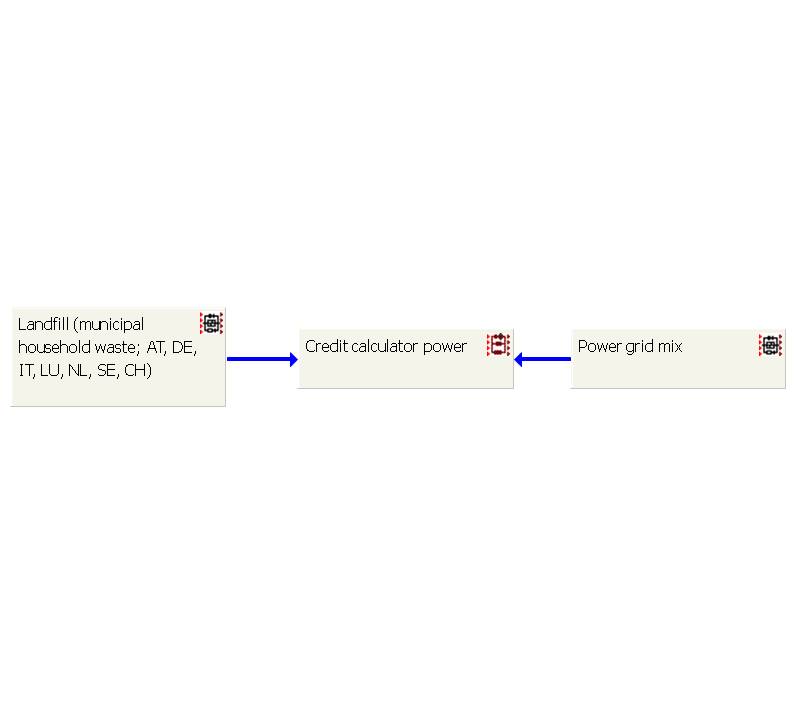 Landfill (municipal
household waste; AT, DE,
IT, LU, NL, SE, CH)
Credit calculator power
Power grid mix